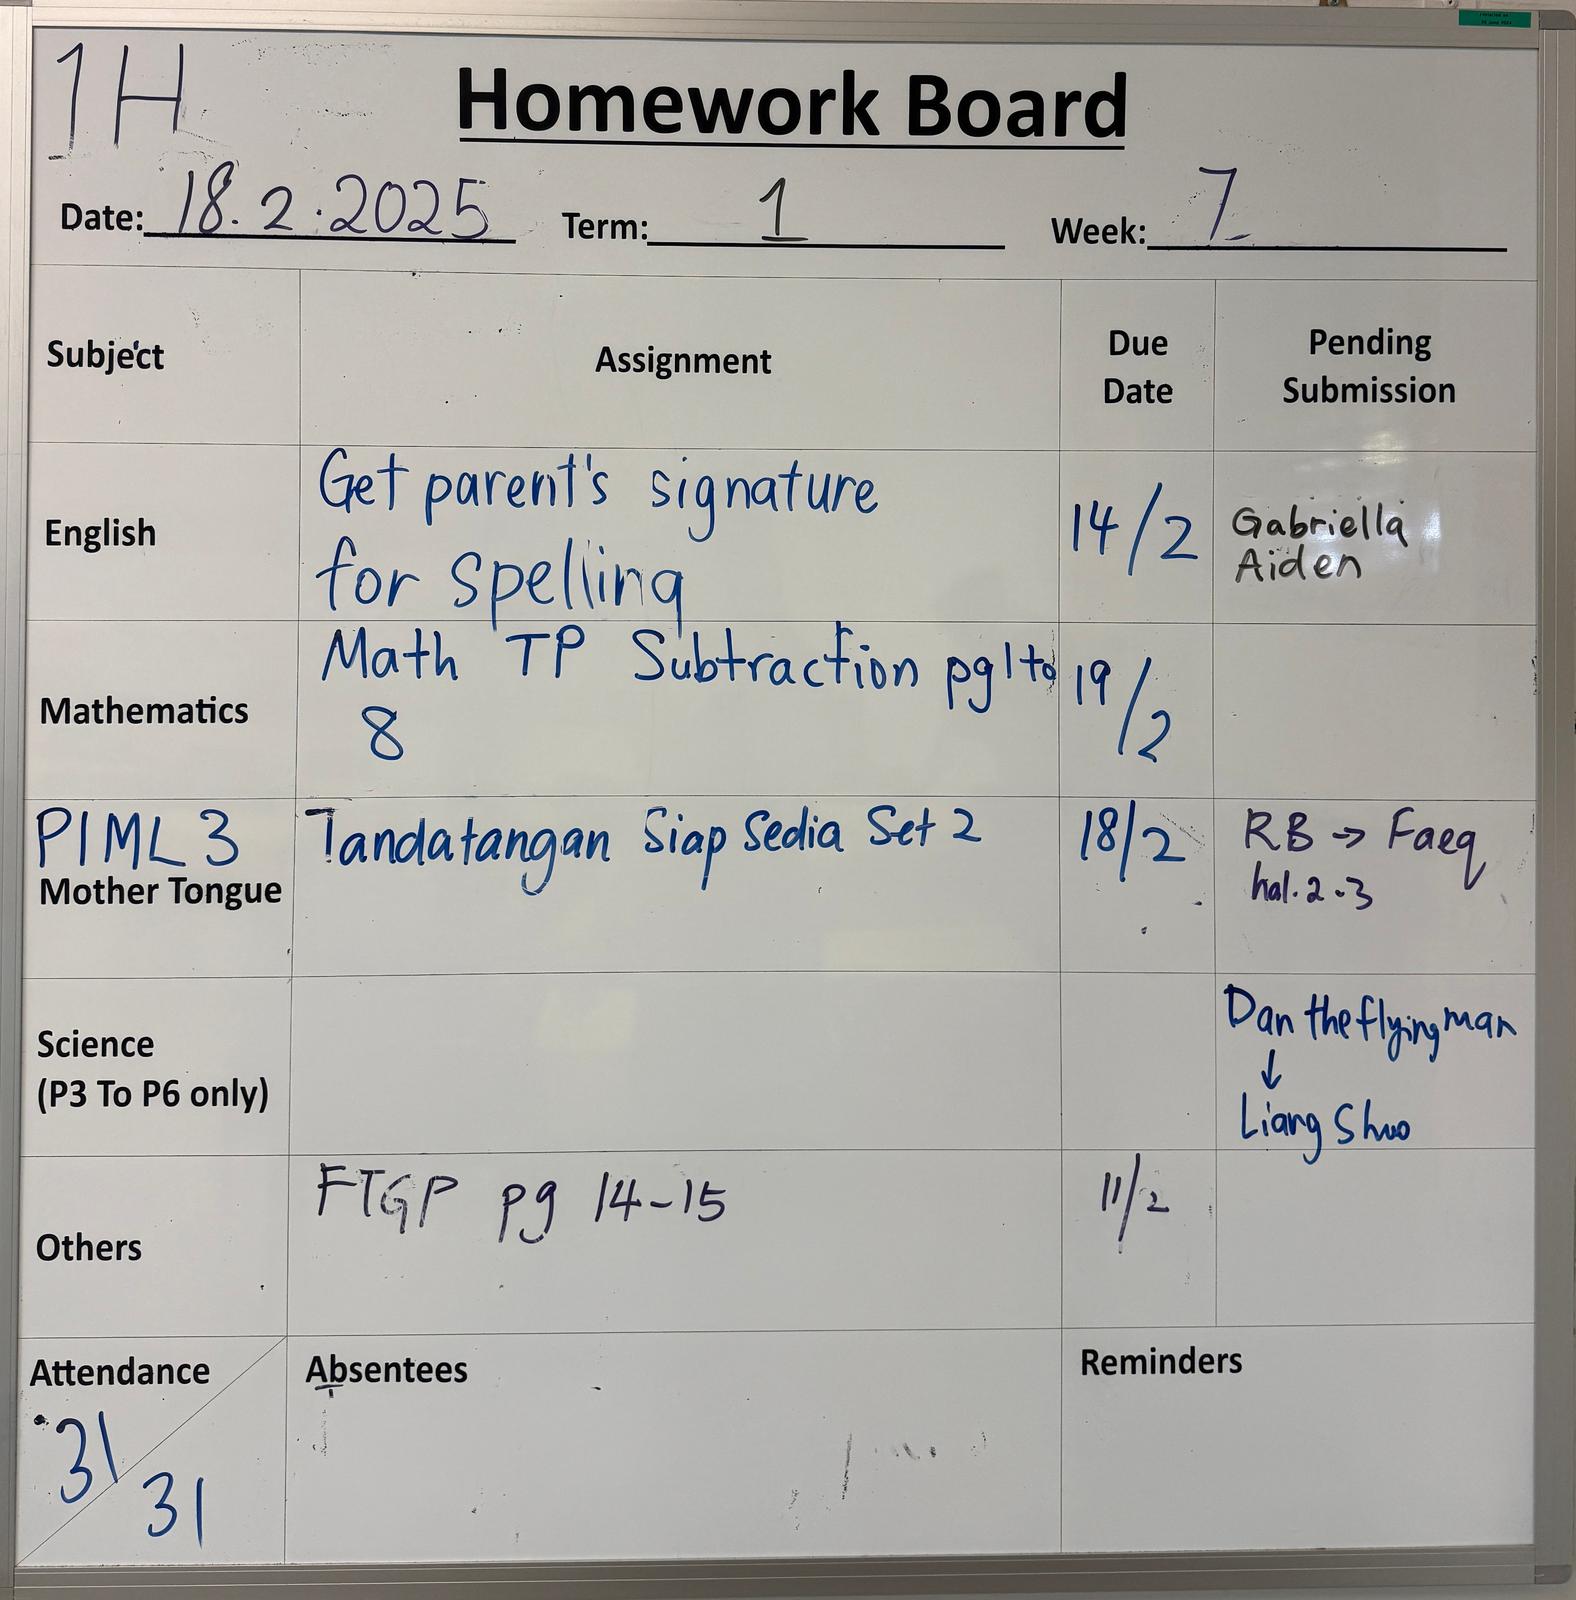 1H
Homework Board
Date: 18.2.2025 Term: 1 Week: 7
Subject Assignment Due Date Pending Submission
English
Get parent's signature
for spelling
14/2
Gabriella
Aiden
Mathematics
Math TP Subtraction pg 1 to
8
19/2
P1ML3
Mother Tongue
Tandatangan Siap Sedia Set 2
18/2
RB → Faeq
hal. 2-3
Science
(P3 To P6 only)
Dan the flying man
↓
Liang Shuo
Others
FTGP pg 14-15
11/2
Attendance
31
31
Absentees
Reminders